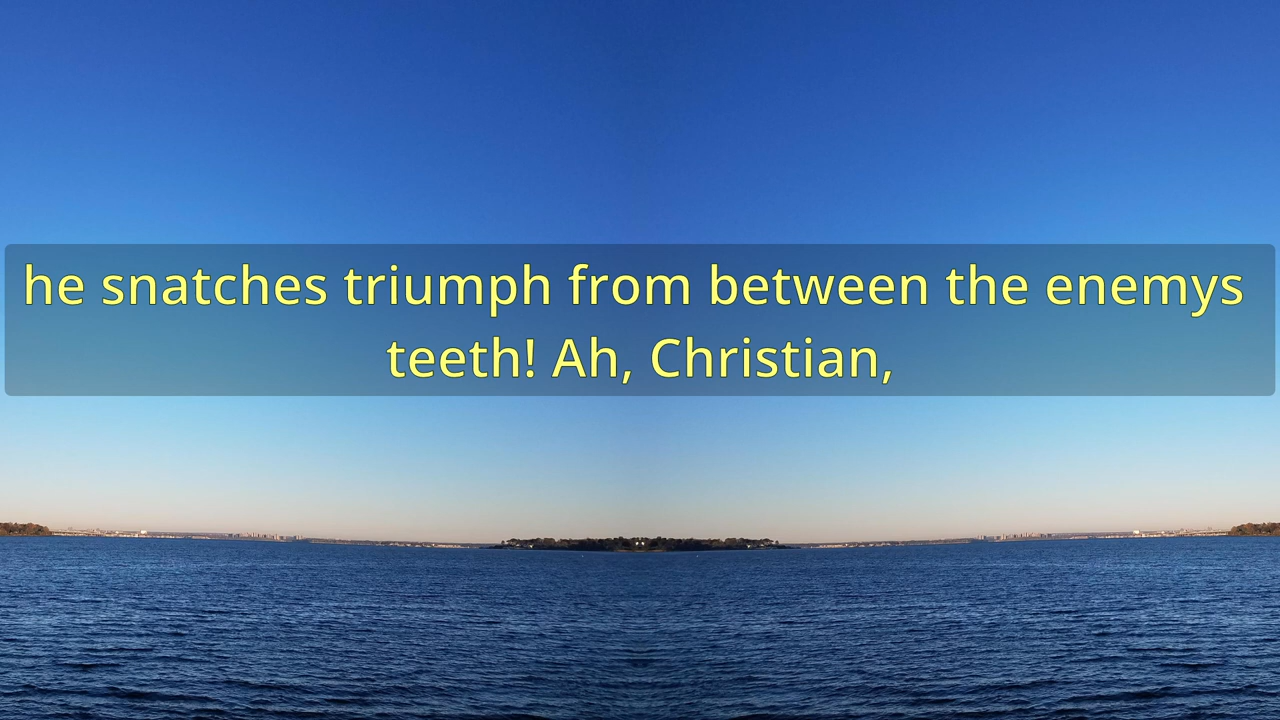 he snatches triumph from between the enemys
teeth! Ah, Christian,